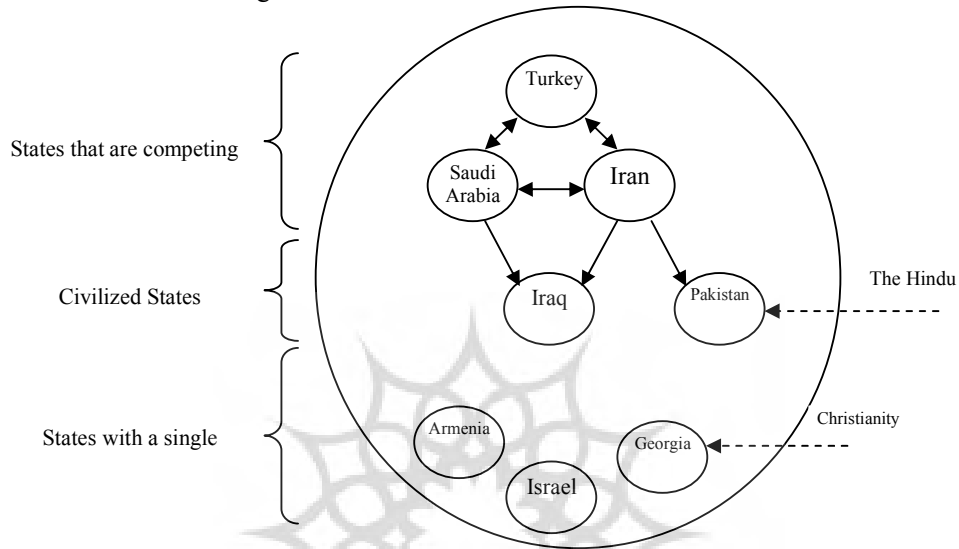 Turkey
States that are competing
Saudi
Arabia
Iran
Civilized States
Iraq
Pakistan
The Hindu
States with a single
Armenia
Georgia
Christianity
Israel